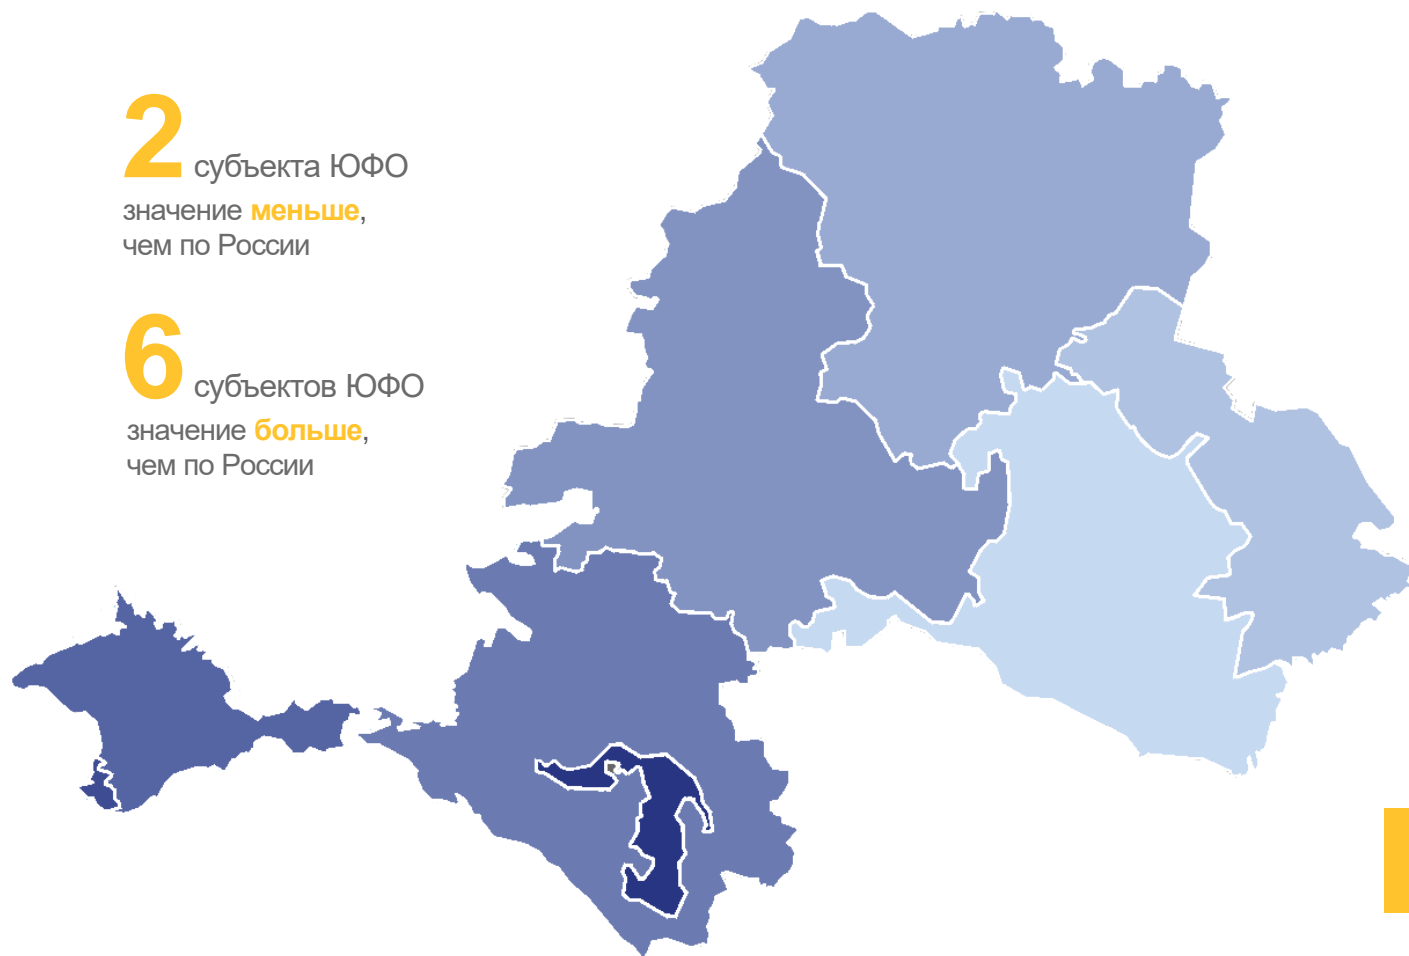 2 субъекта ЮФО
значение меньше,
чем по России
6 субъектов ЮФО
значение больше,
чем по России